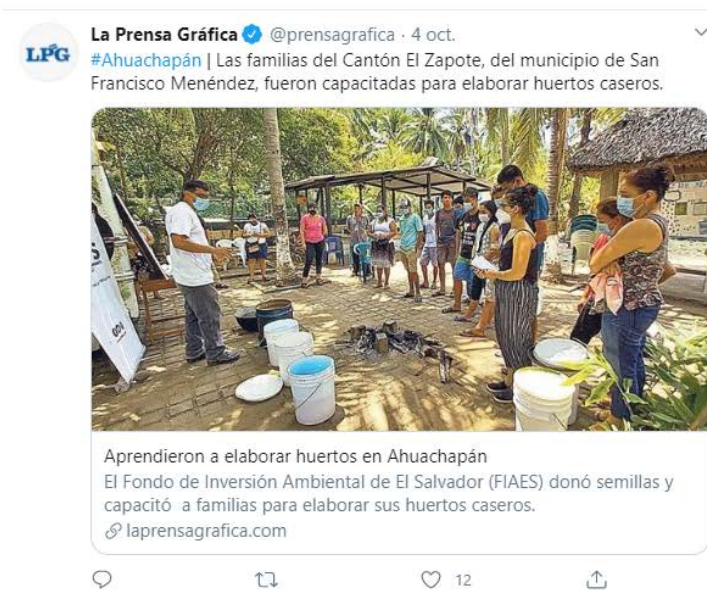 LPG
La Prensa Gráfica @prensagrafica · 4 oct.
#Ahuachapán | Las familias del Cantón El Zapote, del municipio de San
Francisco Menéndez, fueron capacitadas para elaborar huertos caseros.
Aprendieron a elaborar huertos en Ahuachapán
El Fondo de Inversión Ambiental de El Salvador (FIAES) donó semillas y
capacitó a familias para elaborar sus huertos caseros.
laprensagrafica.com
12